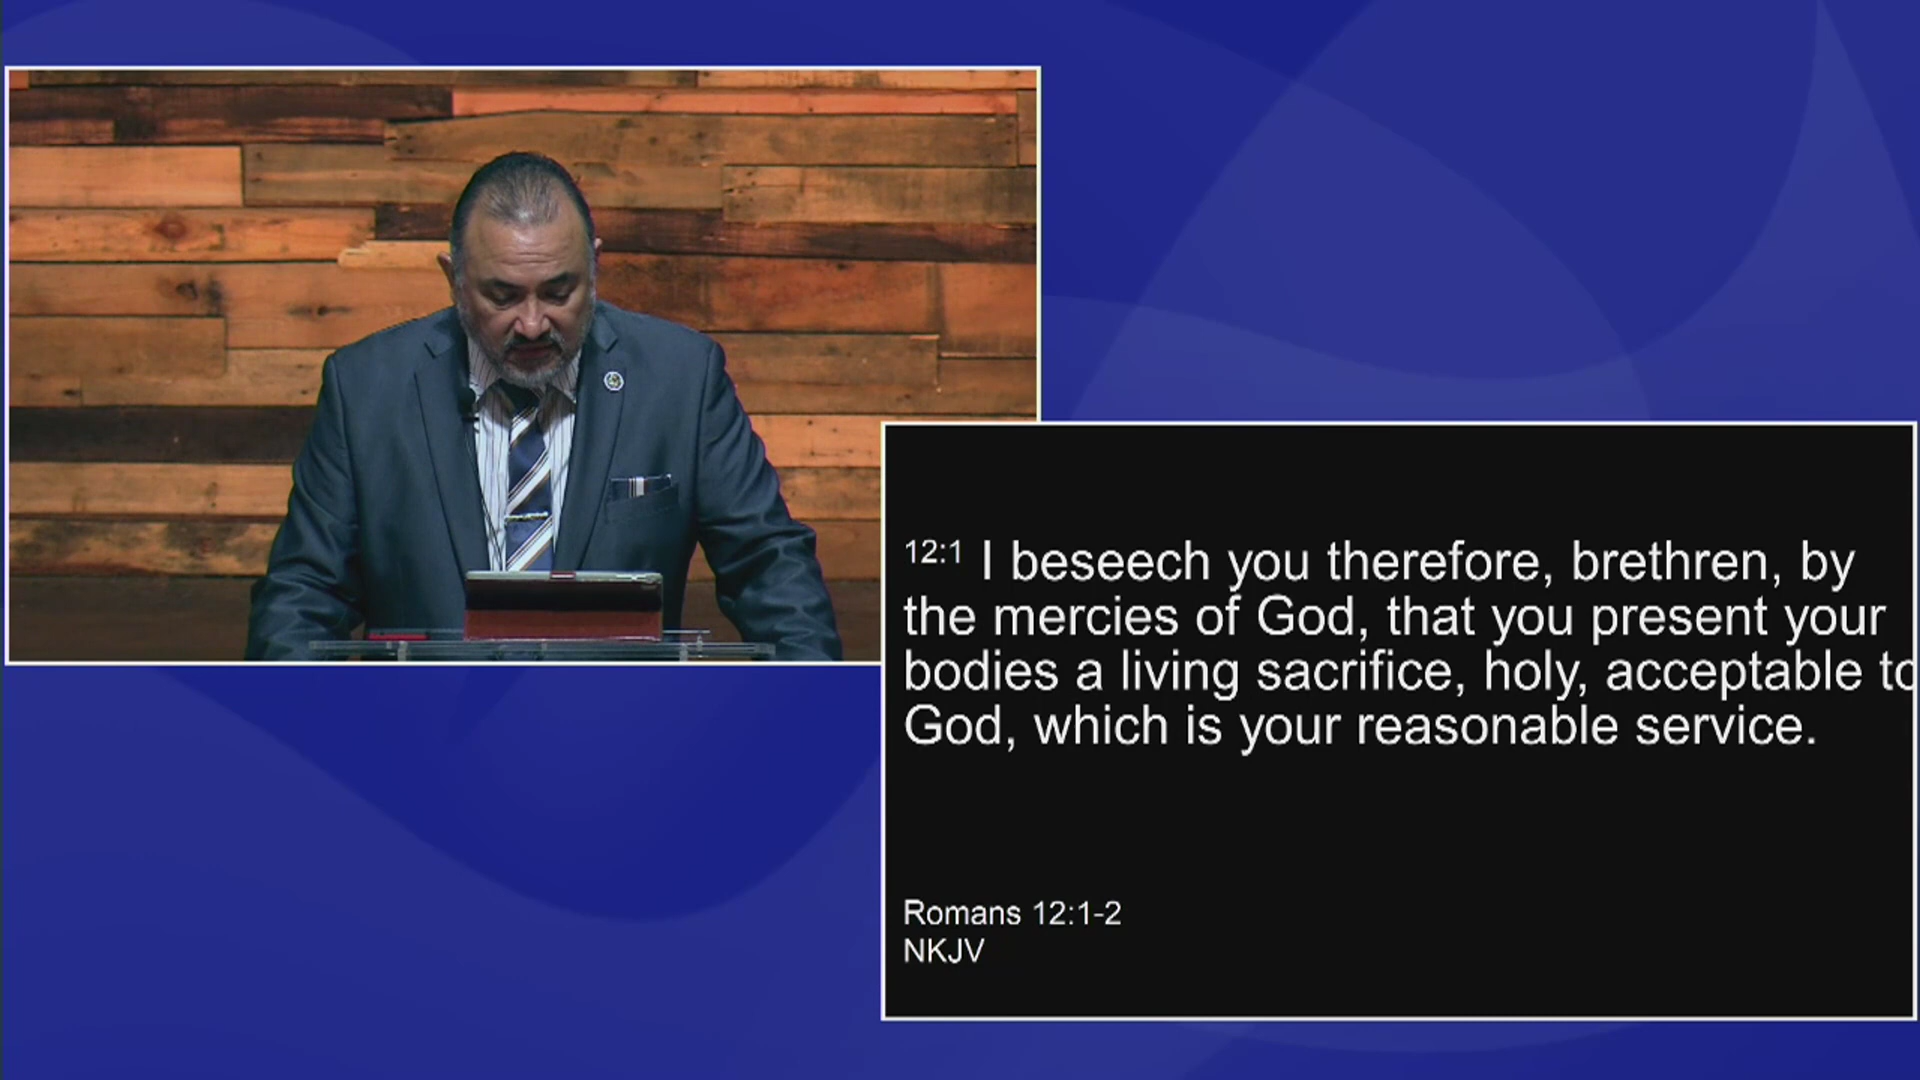 12:1 I beseech you therefore, brethren, by
the mercies of God, that you present your
bodies a living sacrifice, holy, acceptable to
God, which is your reasonable service.
Romans 12:1-2
NKJV